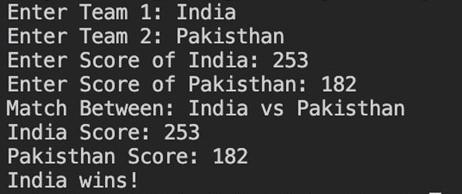 Enter Team 1: India
Enter Team 2: Pakisthan
Enter Score of India: 253
Enter Score of Pakisthan: 182
Match Between: India vs Pakisthan
India Score: 253
Pakisthan Score: 182
India wins!